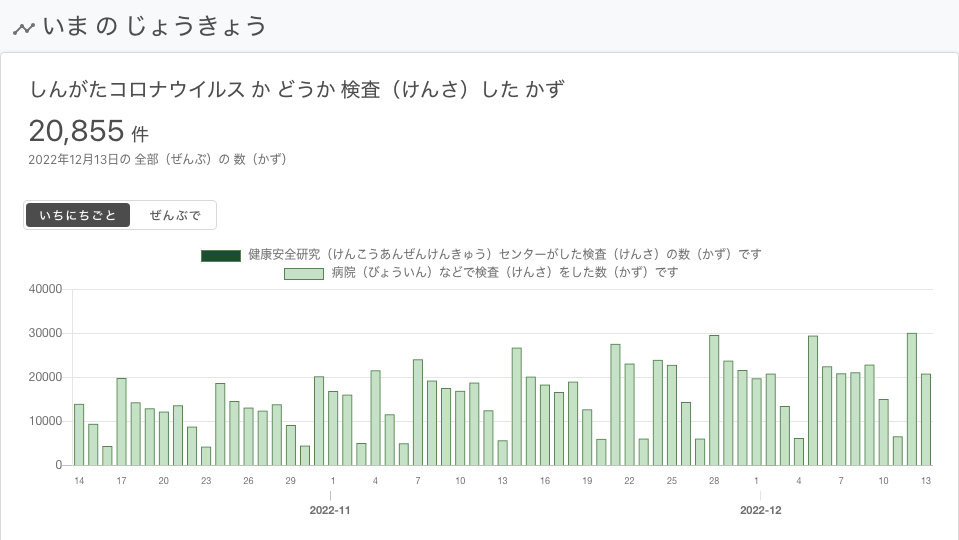 いま の じょうきょう
しんがたコロナウイルス か どうか 検査（けんさ）した かず
20,855 件
2022年12月13日の 全部（ぜんぶ）の 数（かず）
いちにちごと ぜんぶで
健康安全研究（けんこうあんぜんけんきゅう）センターがした検査（けんさ）の数（かず）です
病院（びょういん）などで検査（けんさ）をした数（かず）です
40000
30000
20000
10000
0
14 17 20 23 26 29 1 4 7 10 13 16 19 22 25 28 1 4 7 10 13
2022-11 2022-12